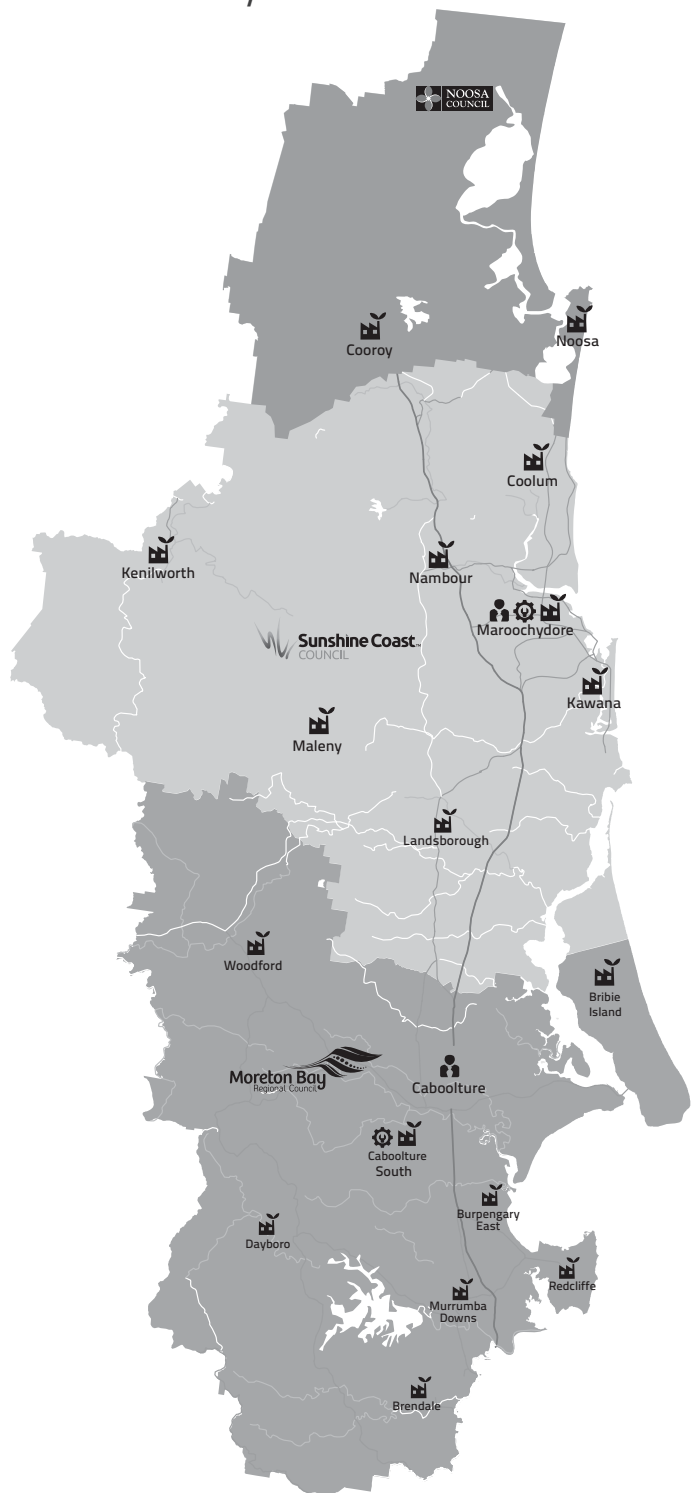 NOOSA
COUNCIL
Cooroy
Noosa
Coolum
Kenilworth
Nambour
Maroochydore
Sunshine Coast
COUNCIL
Kawana
Maleny
Landsborough
Woodford
Bribie
Island
Moreton Bay
Regional Council
Caboolture
Caboolture
South
Burpengary
East
Dayboro
Redcliffe
Murrumba
Downs
Brendale